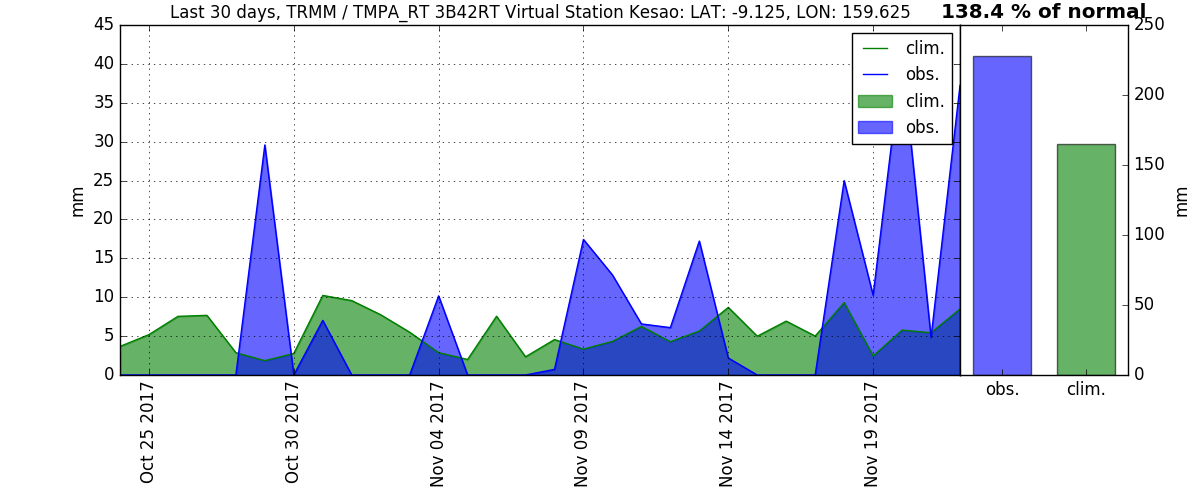 Last 30 days, TRMM / TMPA_RT 3B42RT Virtual Station Kesao: LAT: -9.125, LON: 159.625
138.4 % of normal
45
40
35
30
25
20
15
10
5
0
mm
clim.
obs.
clim.
obs.
Oct 25 2017
Oct 30 2017
Nov 04 2017
Nov 09 2017
Nov 14 2017
Nov 19 2017
250
200
150
100
50
0
mm
obs.
clim.